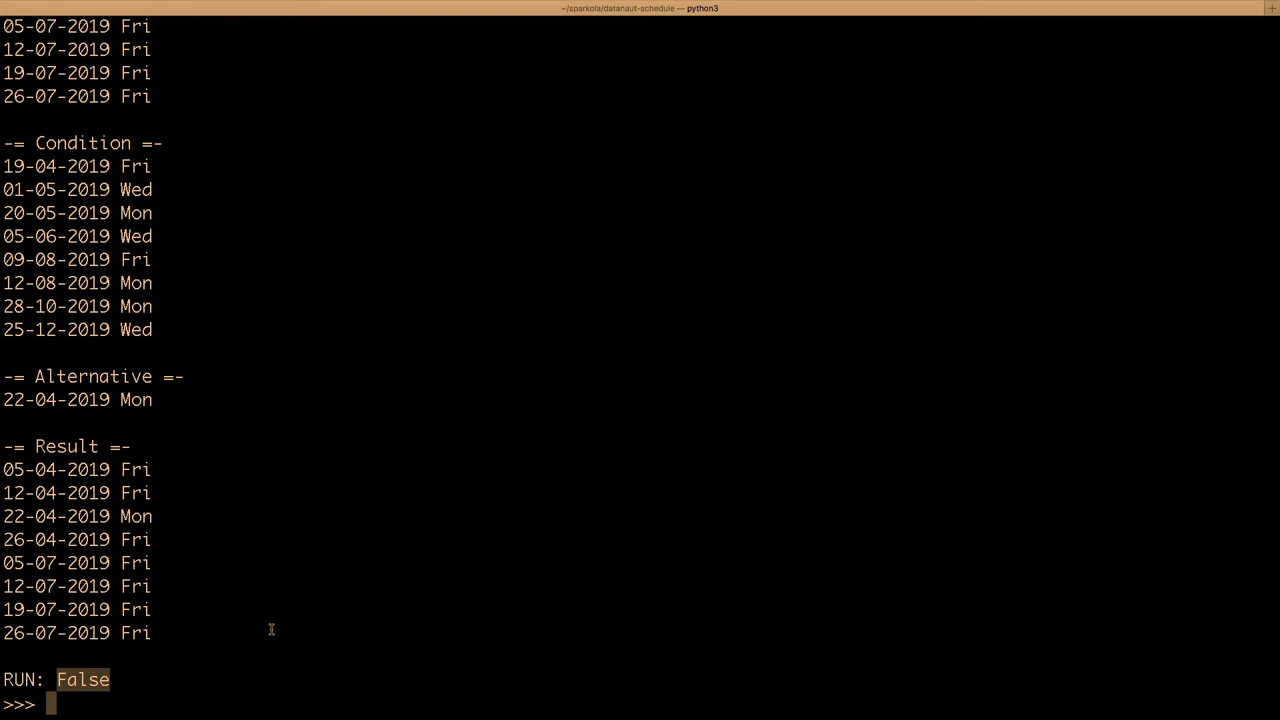 ~/sparkola/datanaut-schedule — python3
05-07-2019 Fri
12-07-2019 Fri
19-07-2019 Fri
26-07-2019 Fri
-= Condition =-
19-04-2019 Fri
01-05-2019 Wed
20-05-2019 Mon
05-06-2019 Wed
09-08-2019 Fri
12-08-2019 Mon
28-10-2019 Mon
25-12-2019 Wed
-= Alternative =-
22-04-2019 Mon
-= Result =-
05-04-2019 Fri
12-04-2019 Fri
22-04-2019 Mon
26-04-2019 Fri
05-07-2019 Fri
12-07-2019 Fri
19-07-2019 Fri
26-07-2019 Fri
RUN: False
>>>